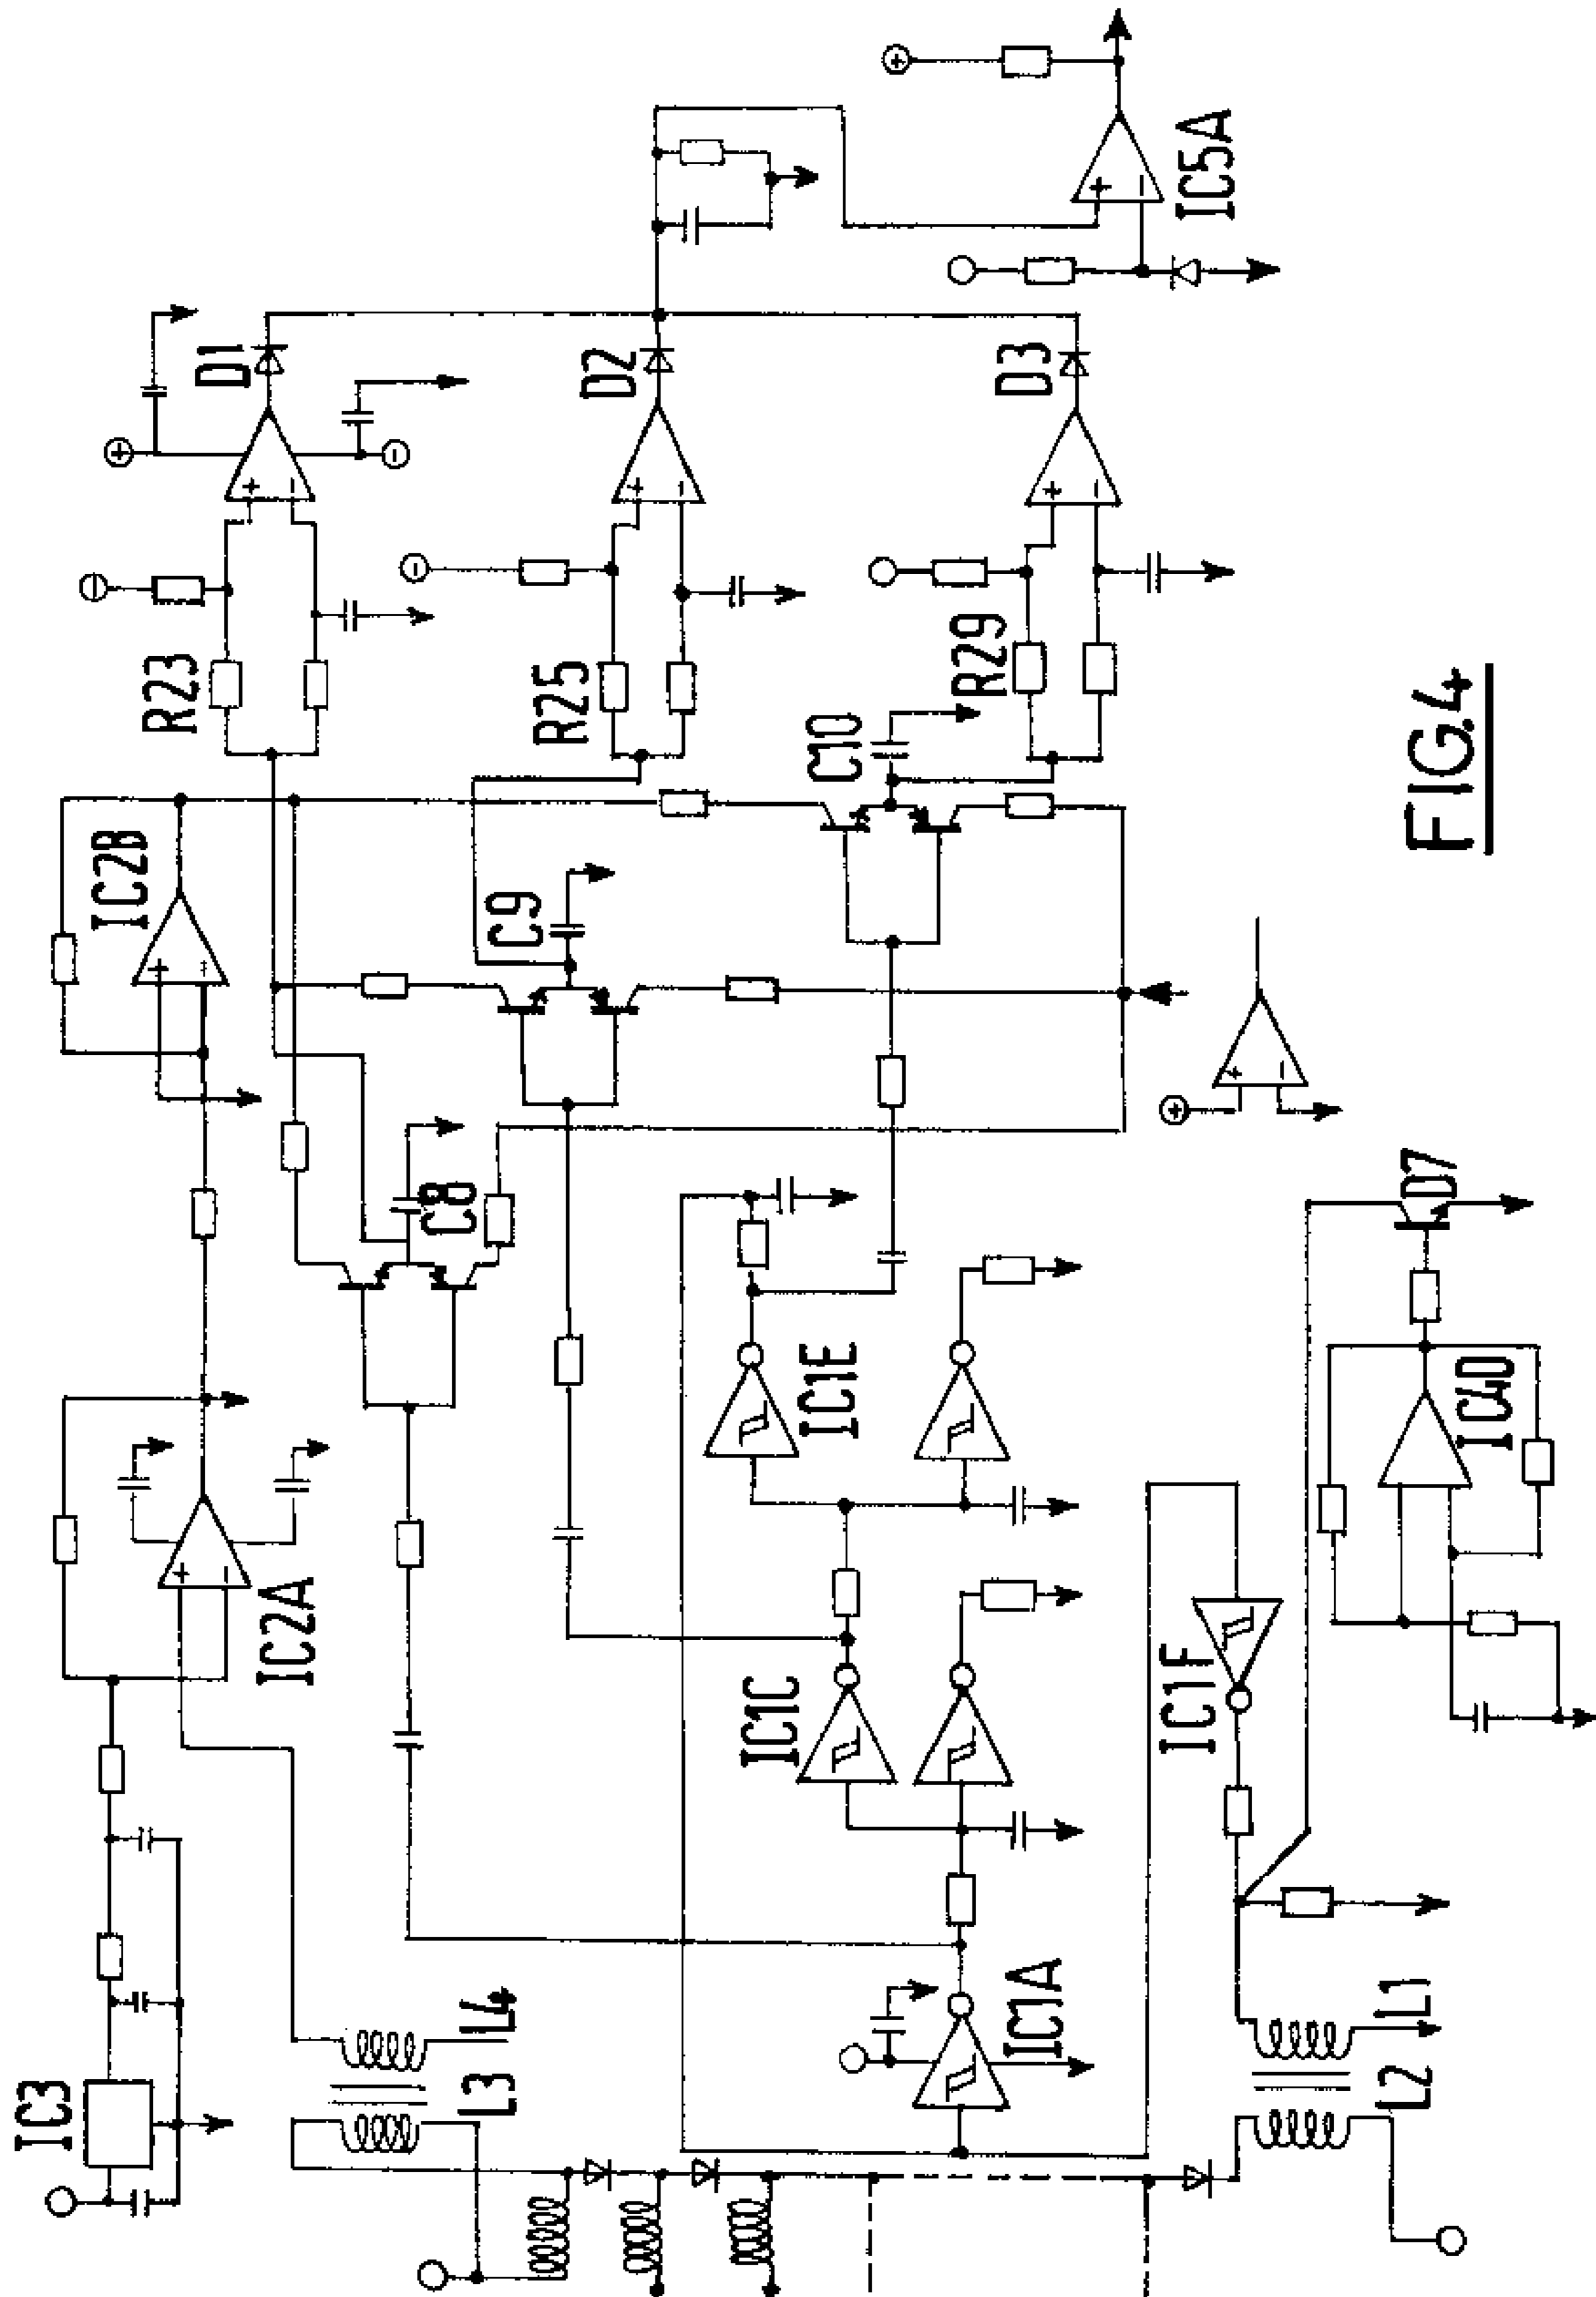 IC3
L3
L4
IC2A
IC2B
C8
C9
C10
R23
R25
R29
D1
D2
D3
IC5A
IC1A
IC1C
IC1E
IC1F
IC4D
D7
L2
L1
FIG.4